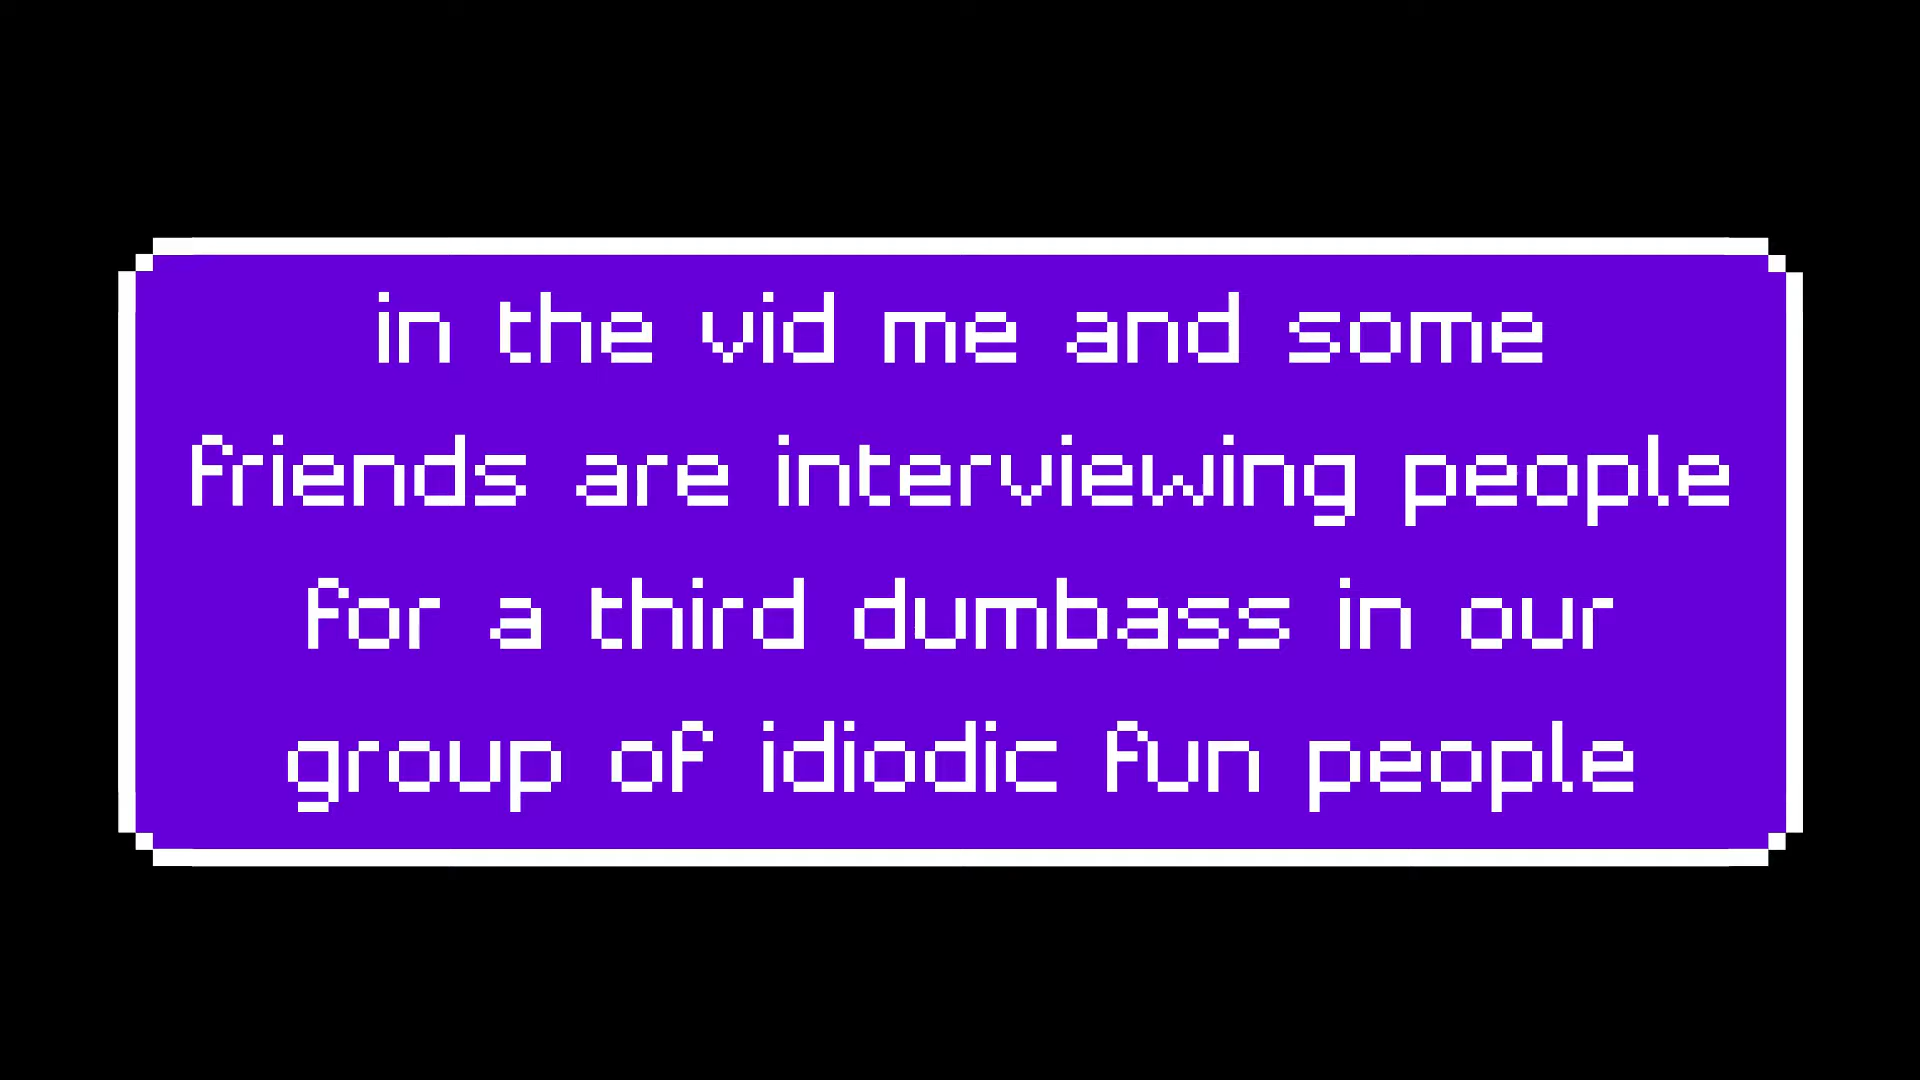 in the vid me and some
friends are interviewing people
for a third dumbass in our
group of idiodic fun people